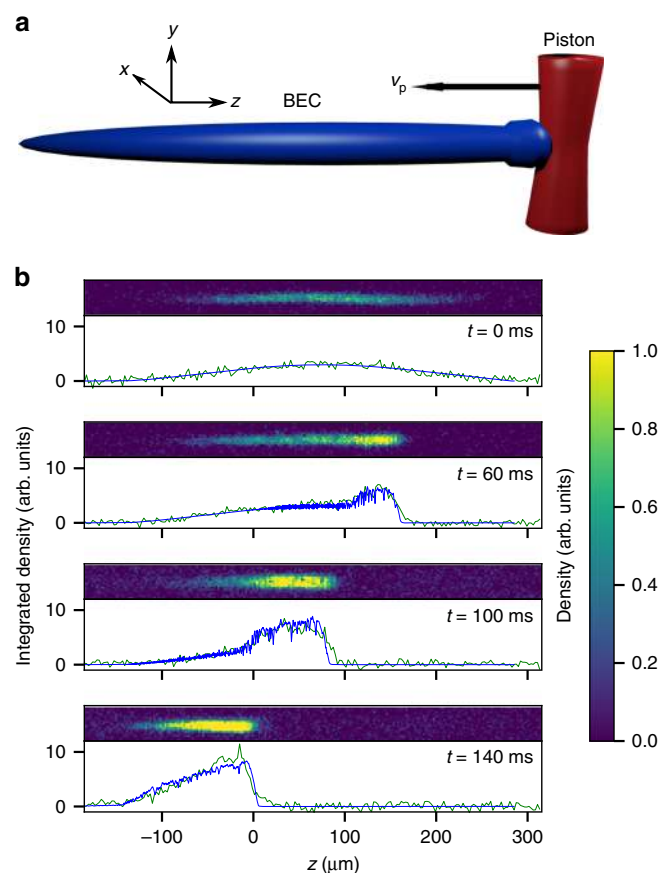 a
y
x
z
BEC
Piston
vp
b
Integrated density (arb. units)
10
0
t = 0 ms
10
0
t = 60 ms
10
0
t = 100 ms
10
0
t = 140 ms
−100 0 100 200 300
z (μm)
Density (arb. units)
1.0
0.8
0.6
0.4
0.2
0.0